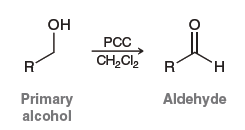 OH
PCC
CH₂Cl₂
R
O
R
H
Primary
alcohol
Aldehyde